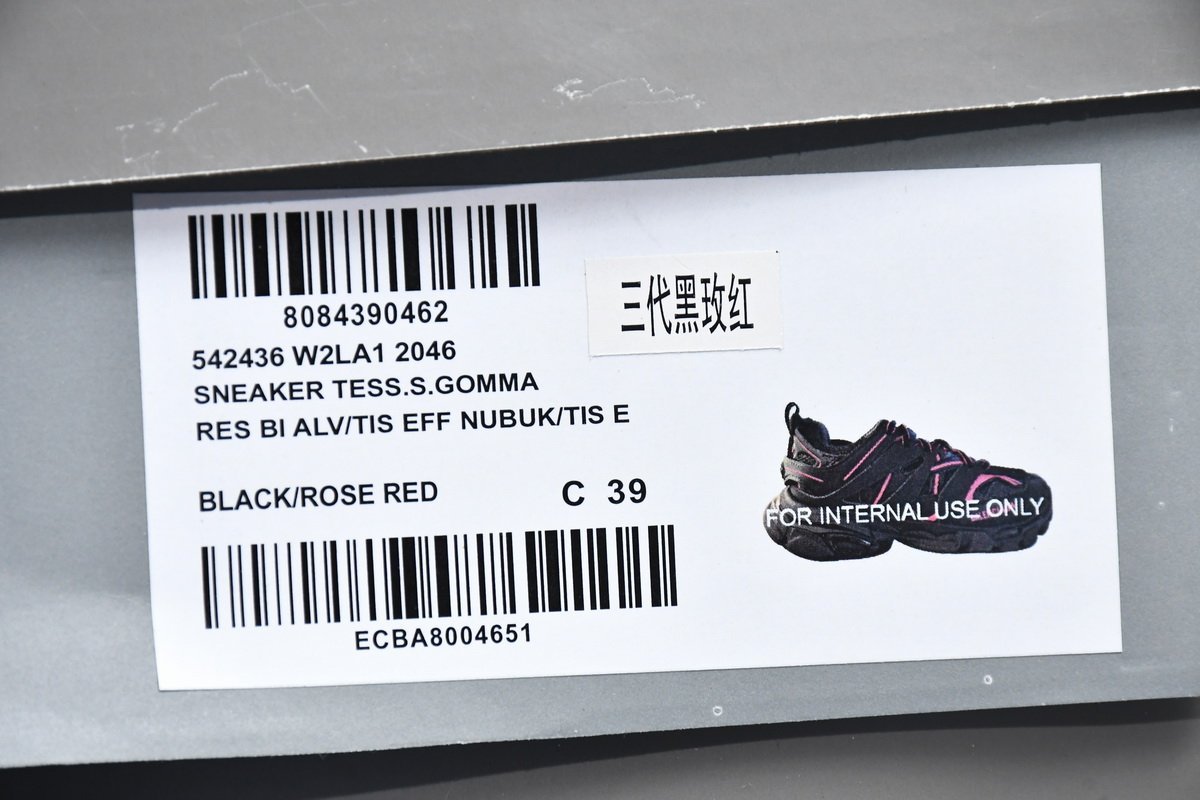 8084390462
三代黑玫红
542436 W2LA1 2046
SNEAKER TESS.S.GOMMA
RES BI ALV/TIS EFF NUBUK/TIS E
BLACK/ROSE RED C 39
FOR INTERNAL USE ONLY
ECBA8004651